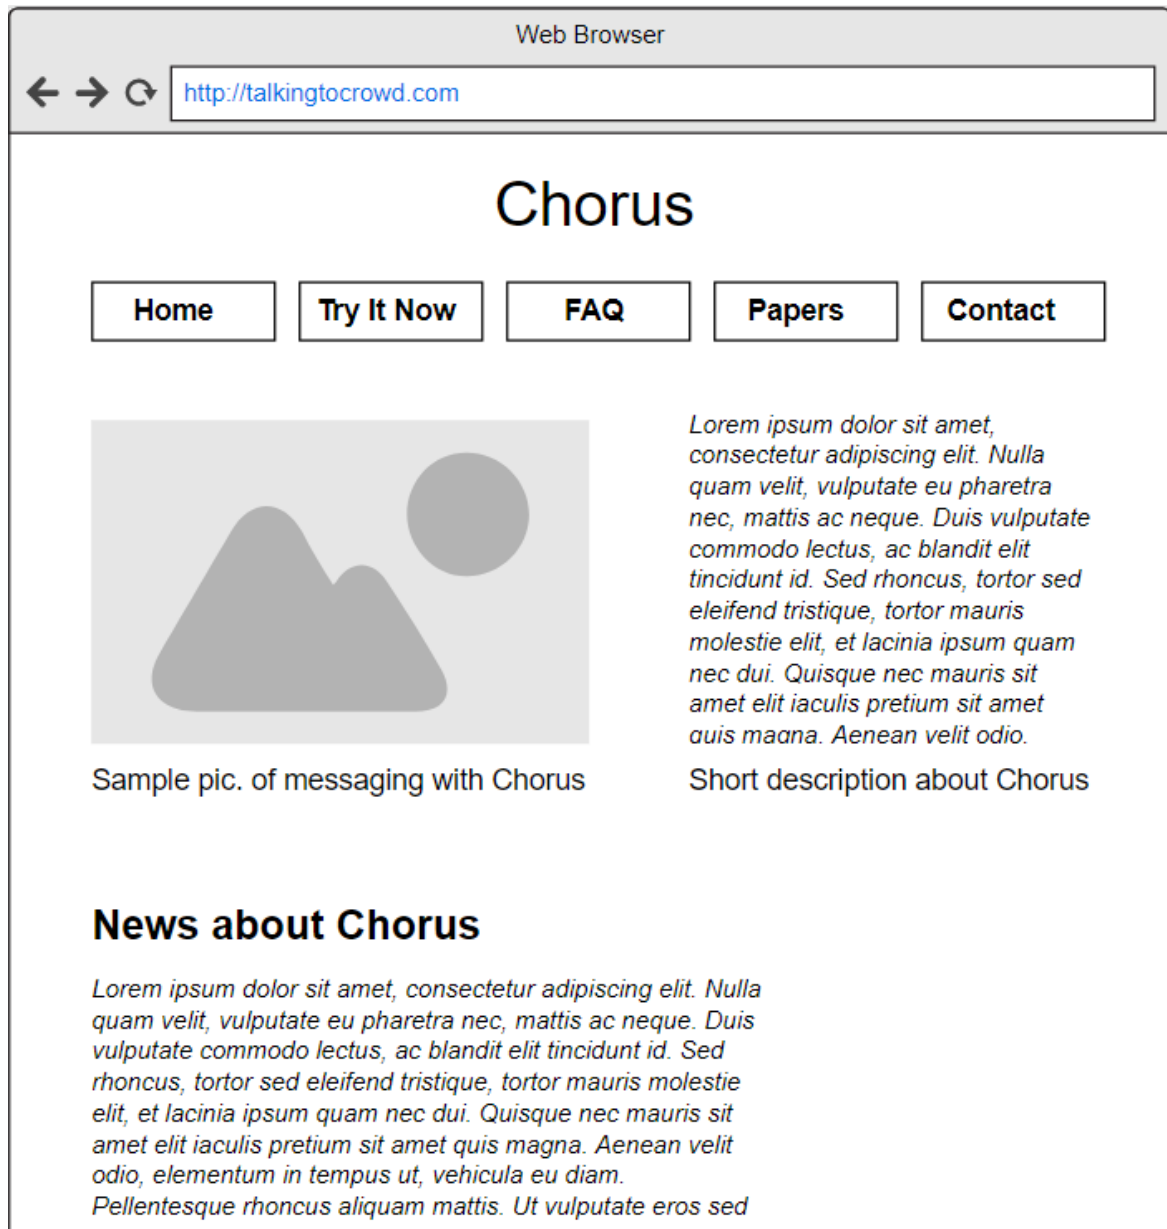 Web Browser
http://talkingtocrowd.com
Chorus
Home
Try It Now
FAQ
Papers
Contact
Lorem ipsum dolor sit amet,
consectetur adipiscing elit. Nulla
quam velit, vulputate eu pharetra
nec, mattis ac neque. Duis vulputate
commodo lectus, ac blandit elit
tincidunt id. Sed rhoncus, tortor sed
eleifend tristique, tortor mauris
molestie elit, et lacinia ipsum quam
nec dui. Quisque nec mauris sit
amet elit iaculis pretium sit amet
quis magna. Aenean velit odio.
Sample pic. of messaging with Chorus
Short description about Chorus
News about Chorus
Lorem ipsum dolor sit amet, consectetur adipiscing elit. Nulla
quam velit, vulputate eu pharetra nec, mattis ac neque. Duis
vulputate commodo lectus, ac blandit elit tincidunt id. Sed
rhoncus, tortor sed eleifend tristique, tortor mauris molestie
elit, et lacinia ipsum quam nec dui. Quisque nec mauris sit
amet elit iaculis pretium sit amet quis magna. Aenean velit
odio, elementum in tempus ut, vehicula eu diam.
Pellentesque rhoncus aliquam mattis. Ut vulputate eros sed